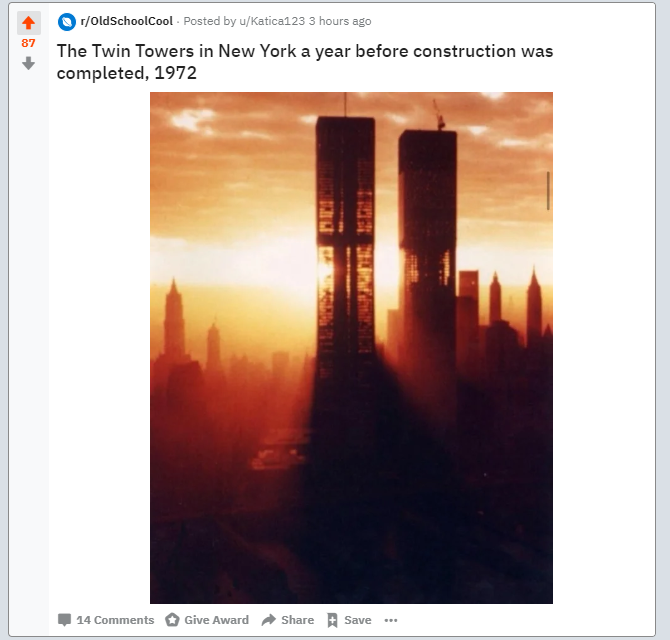 r/OldSchoolCool · Posted by u/Katica123 3 hours ago
87
The Twin Towers in New York a year before construction was
completed, 1972
14 Comments Give Award Share Save ...